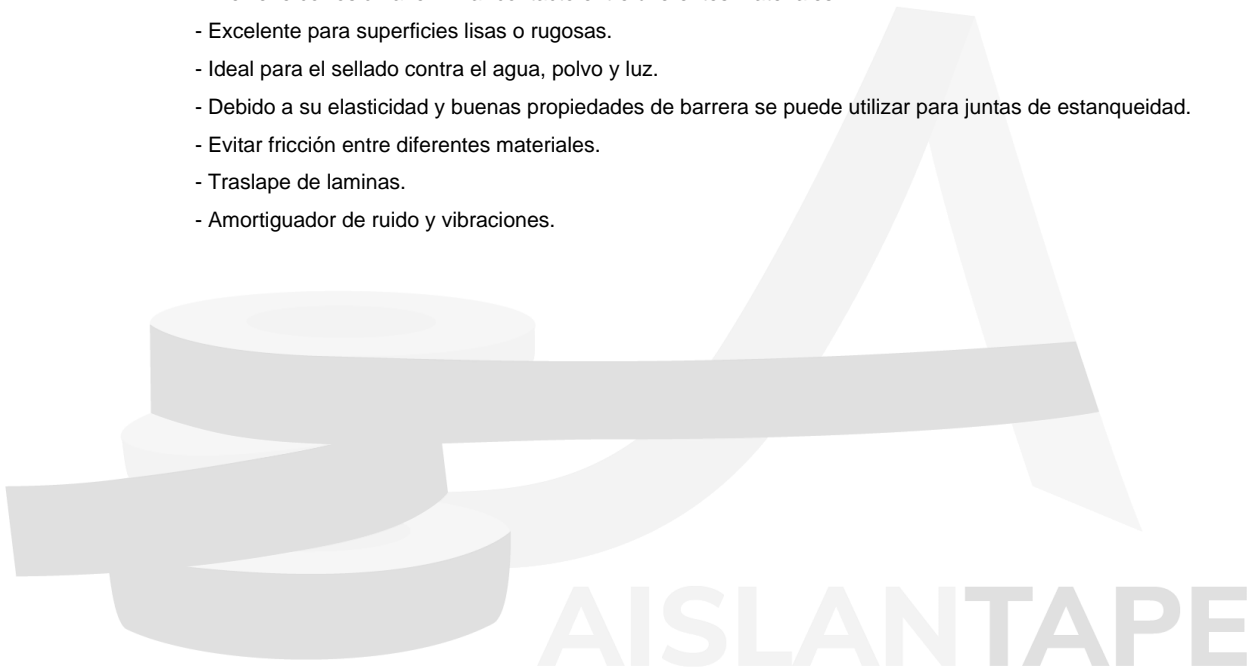 - Excelente para superficies lisas o rugosas.
- Ideal para el sellado contra el agua, polvo y luz.
- Debido a su elasticidad y buenas propiedades de barrera se puede utilizar para juntas de estanqueidad.
- Evitar fricción entre diferentes materiales.
- Traslape de laminas.
- Amortiguador de ruido y vibraciones.
AISLANTAPE